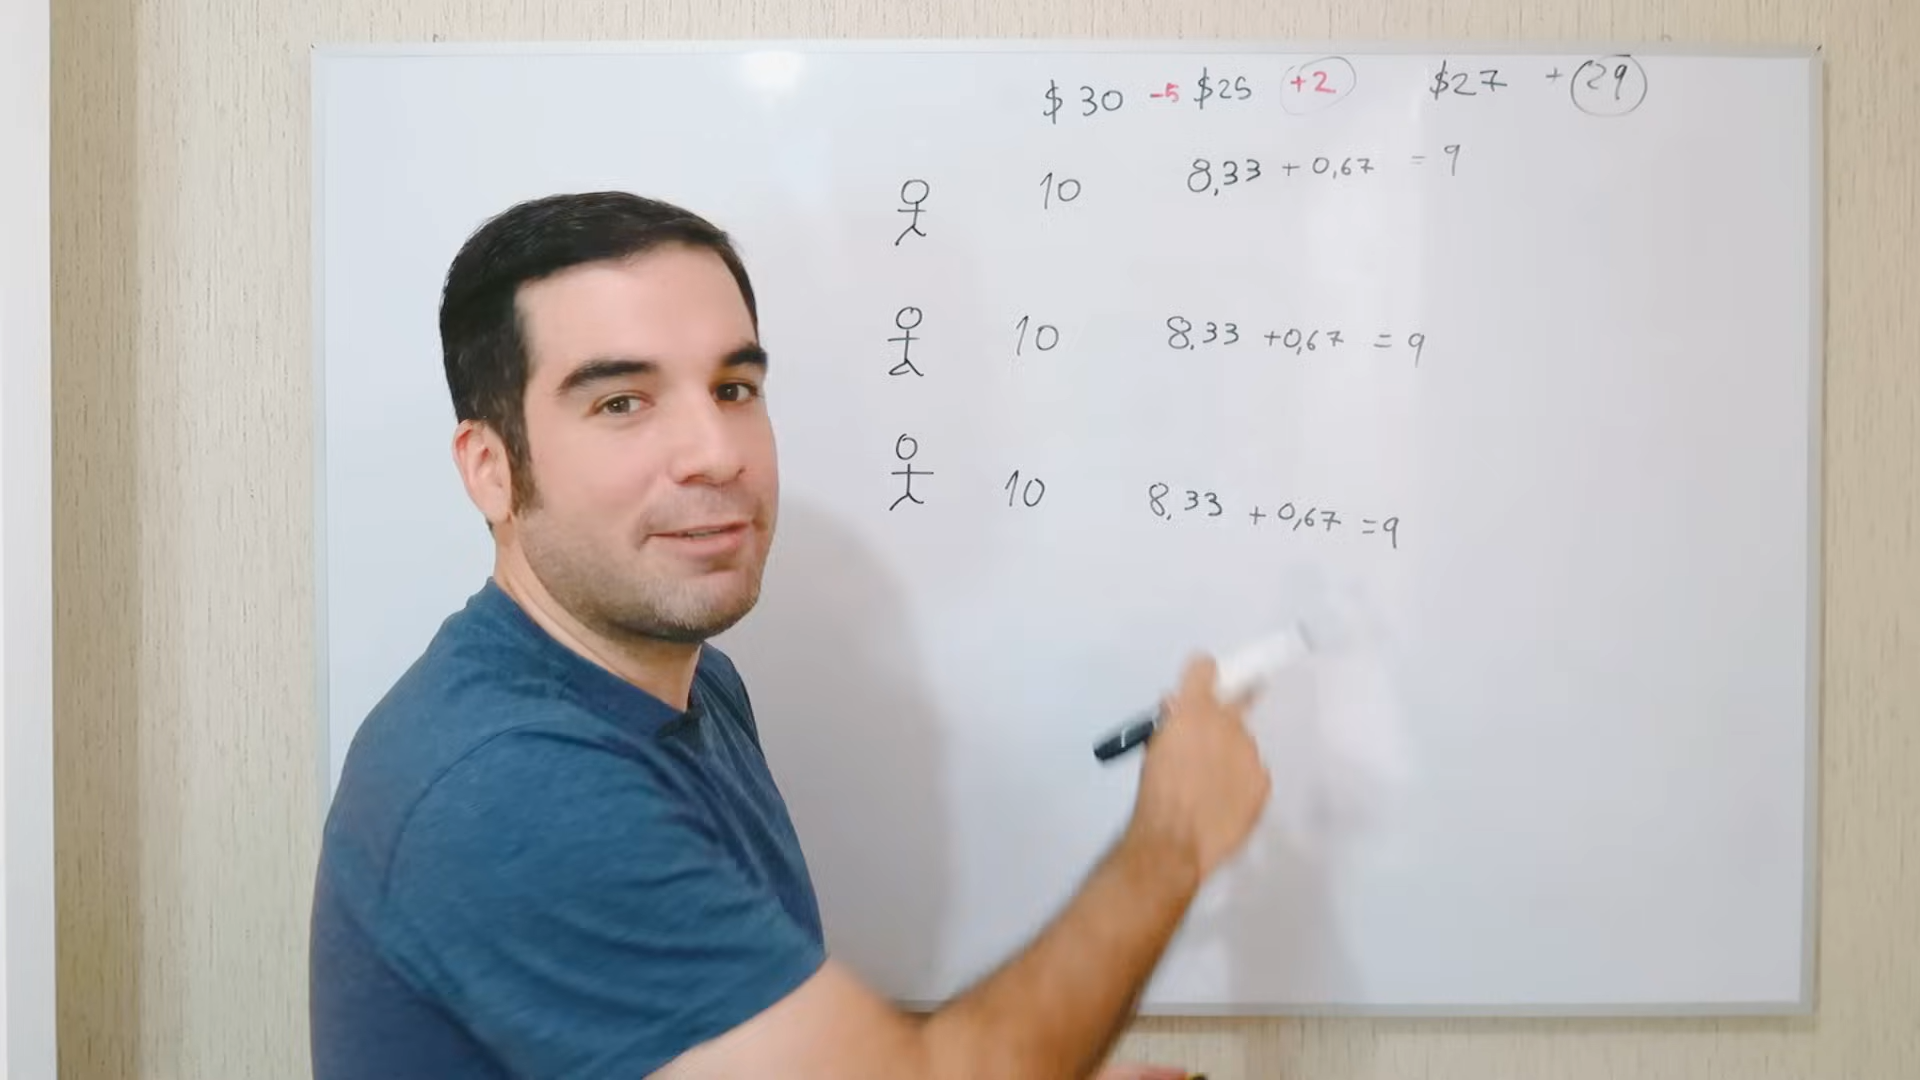 $30 -5 $25 +2 $27 + 29
10 8,33 + 0,67 = 9
10 8,33 +0,67 = 9
10 8,33 + 0,67 = 9